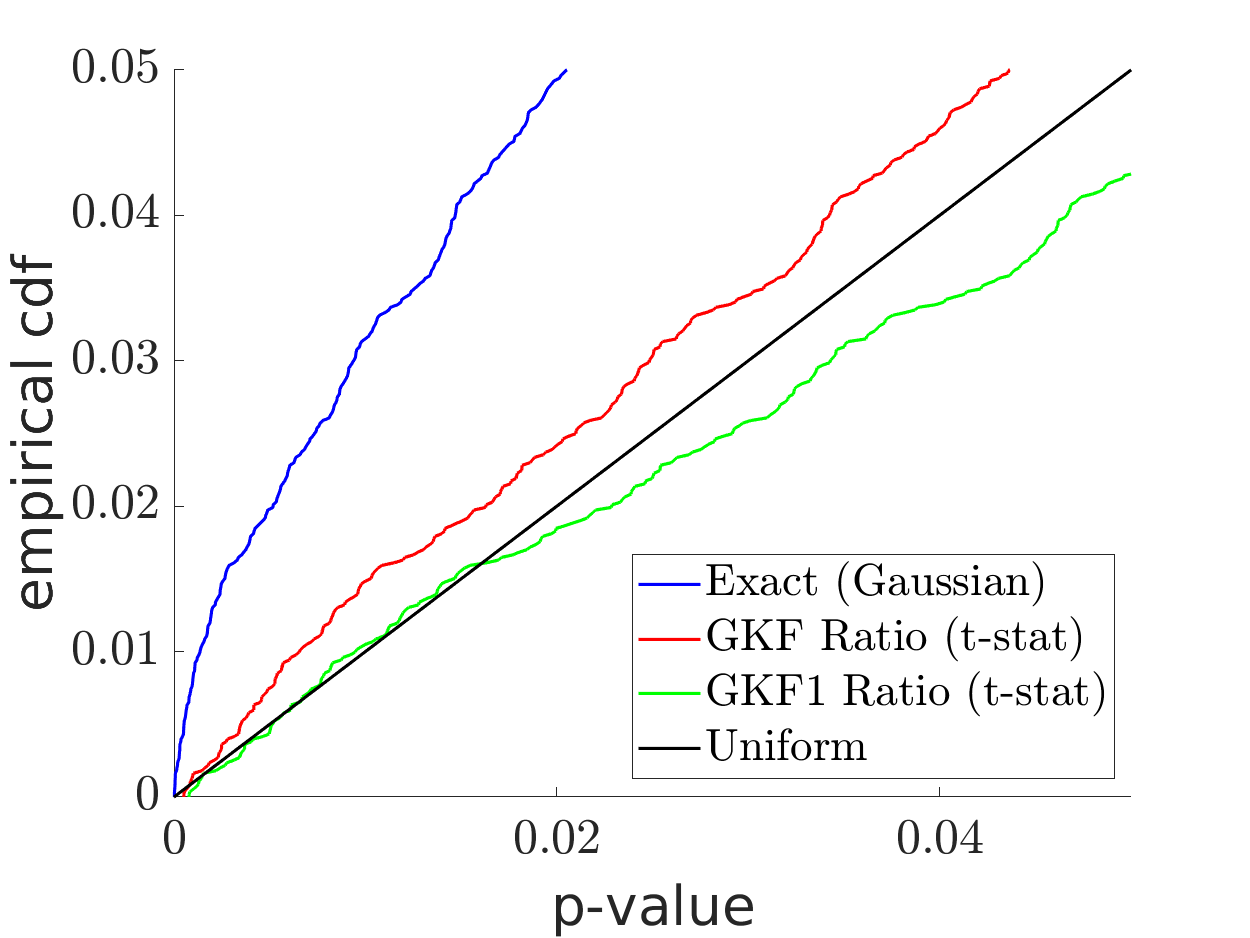 0.05
0.04
0.03
0.02
0.01
0
empirical cdf
Exact (Gaussian)
GKF Ratio (t-stat)
GKF1 Ratio (t-stat)
Uniform
0
0.02
0.04
p-value